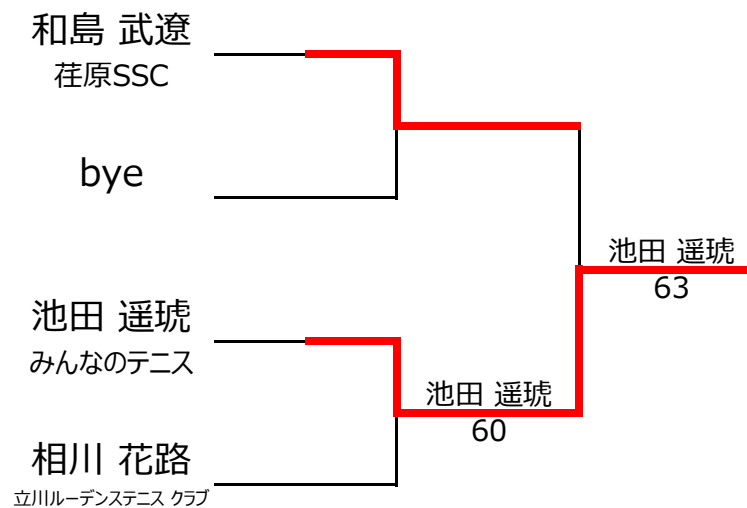 和島 武遼
荏原SSC
bye
池田 遥琥
63
池田 遥琥
みんなのテニス
池田 遥琥
60
相川 花路
立川ルーデンステニス クラブ